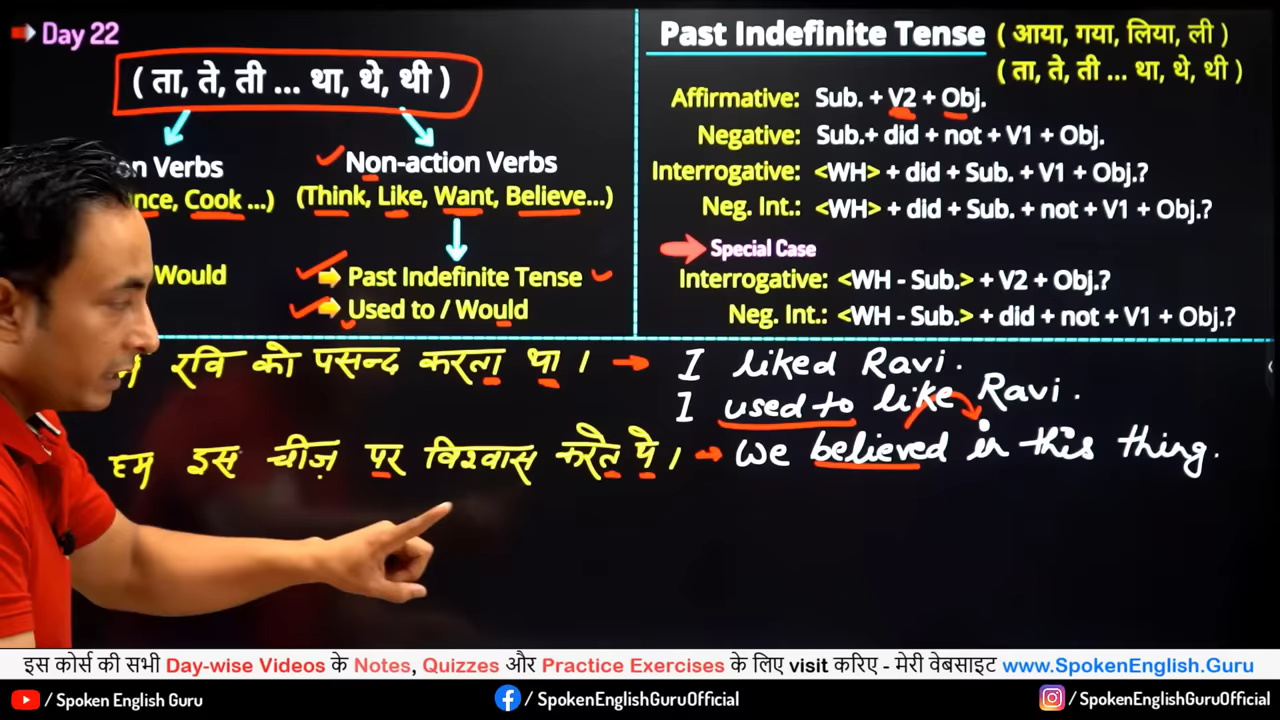 Day 22
( ता, ते, ती ... था, थे, थी )
Verbs
Cook ...)
Would
Non-action Verbs
(Think, Like, Want, Believe...)
Past Indefinite Tense
Used to / Would
Past Indefinite Tense ( आया, गया, लिया, ली )
( ता, ते, ती ... था, थे, थी )
Affirmative: Sub. + V2 + Obj.
Negative: Sub.+ did + not + V1 + Obj.
Interrogative: <WH> + did + Sub. + V1 + Obj.?
Neg. Int.: <WH> + did + Sub. + not + V1 + Obj.?
Special Case
Interrogative: <WH - Sub.> + V2 + Obj.?
Neg. Int.: <WH - Sub.> + did + not + V1 + Obj.?
रवि को पसन्द करता था। → I liked Ravi.
I used to like Ravi.
हम इस चीज़ पर विश्वास करते थे। → We believed in this thing.
इस कोर्स की सभी Day-wise Videos के Notes, Quizzes और Practice Exercises के लिए visit करिए - मेरी वेबसाइट www.SpokenEnglish.Guru
/ Spoken English Guru
/ SpokenEnglishGuruOfficial
/ SpokenEnglishGuruOfficial